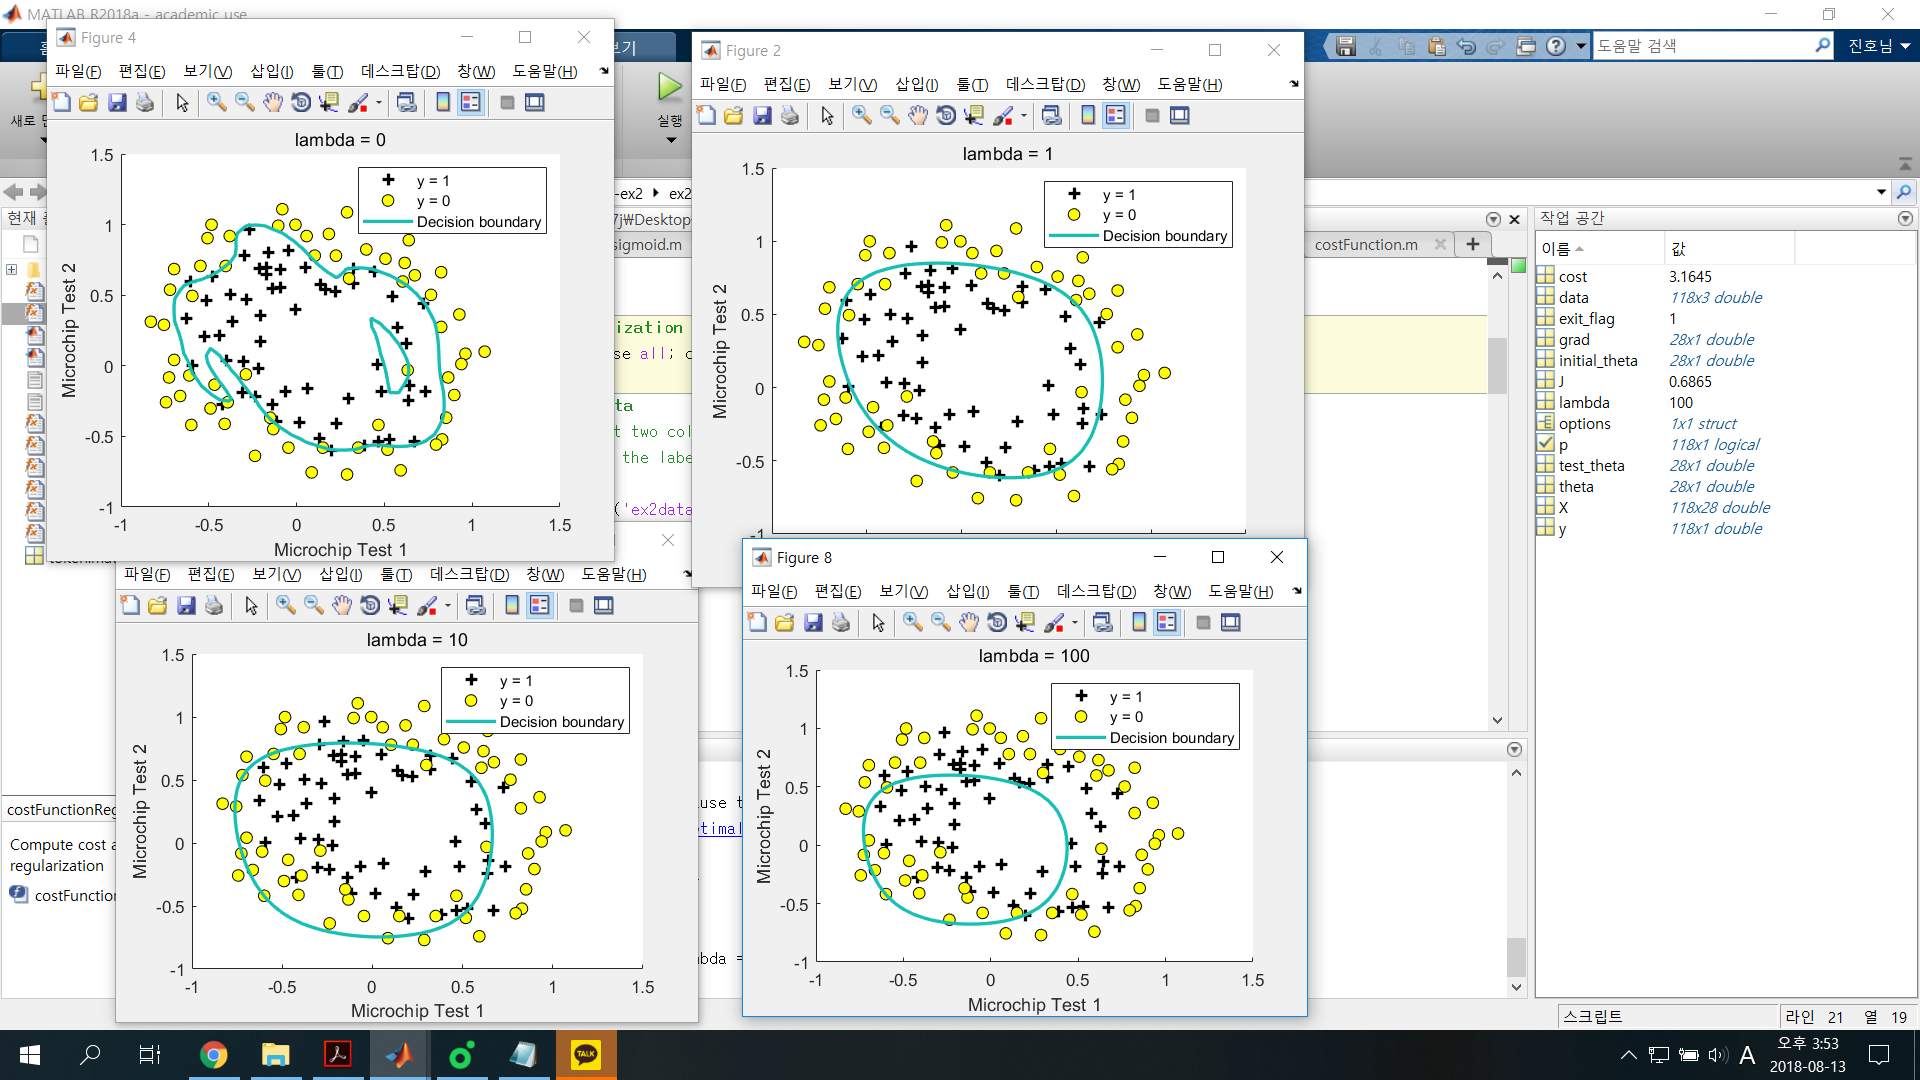 MATLAB R2018a - academic use
도움말 검색
진호님
Figure 4
파일(F) 편집(E) 보기(V) 삽입(I) 툴(T) 데스크탑(D) 창(W) 도움말(H)
lambda = 0
y = 1
y = 0
Decision boundary
Microchip Test 2
1.5
1
0.5
0
-0.5
-1
-1 -0.5 0 0.5 1 1.5
Microchip Test 1
Figure 2
파일(F) 편집(E) 보기(V) 삽입(I) 툴(T) 데스크탑(D) 창(W) 도움말(H)
lambda = 1
y = 1
y = 0
Decision boundary
Microchip Test 2
1.5
1
0.5
0
-0.5
-1
파일(F) 편집(E) 보기(V) 삽입(I) 툴(T) 데스크탑(D) 창(W) 도움말(H)
lambda = 10
y = 1
y = 0
Decision boundary
Microchip Test 2
1.5
1
0.5
0
-0.5
-1
-1 -0.5 0 0.5 1 1.5
Microchip Test 1
Figure 8
파일(F) 편집(E) 보기(V) 삽입(I) 툴(T) 데스크탑(D) 창(W) 도움말(H)
lambda = 100
y = 1
y = 0
Decision boundary
Microchip Test 2
1.5
1
0.5
0
-0.5
-1
-1 -0.5 0 0.5 1 1.5
Microchip Test 1
실행
-ex2 ▸ ex2
7j₩Desktop
sigmoid.m
costFunction.m
ization
se all; c
ta
t two col
the labe
('ex2data
use t
timal
bda =
현재
costFunctionReg
Compute cost a
regularization
costFunction
작업 공간
이름 값
cost 3.1645
data 118x3 double
exit_flag 1
grad 28x1 double
initial_theta 28x1 double
J 0.6865
lambda 100
options 1x1 struct
p 118x1 logical
test_theta 28x1 double
theta 28x1 double
X 118x28 double
y 118x1 double
스크립트
라인 21 열 19
TALK
A
오후 3:53
2018-08-13